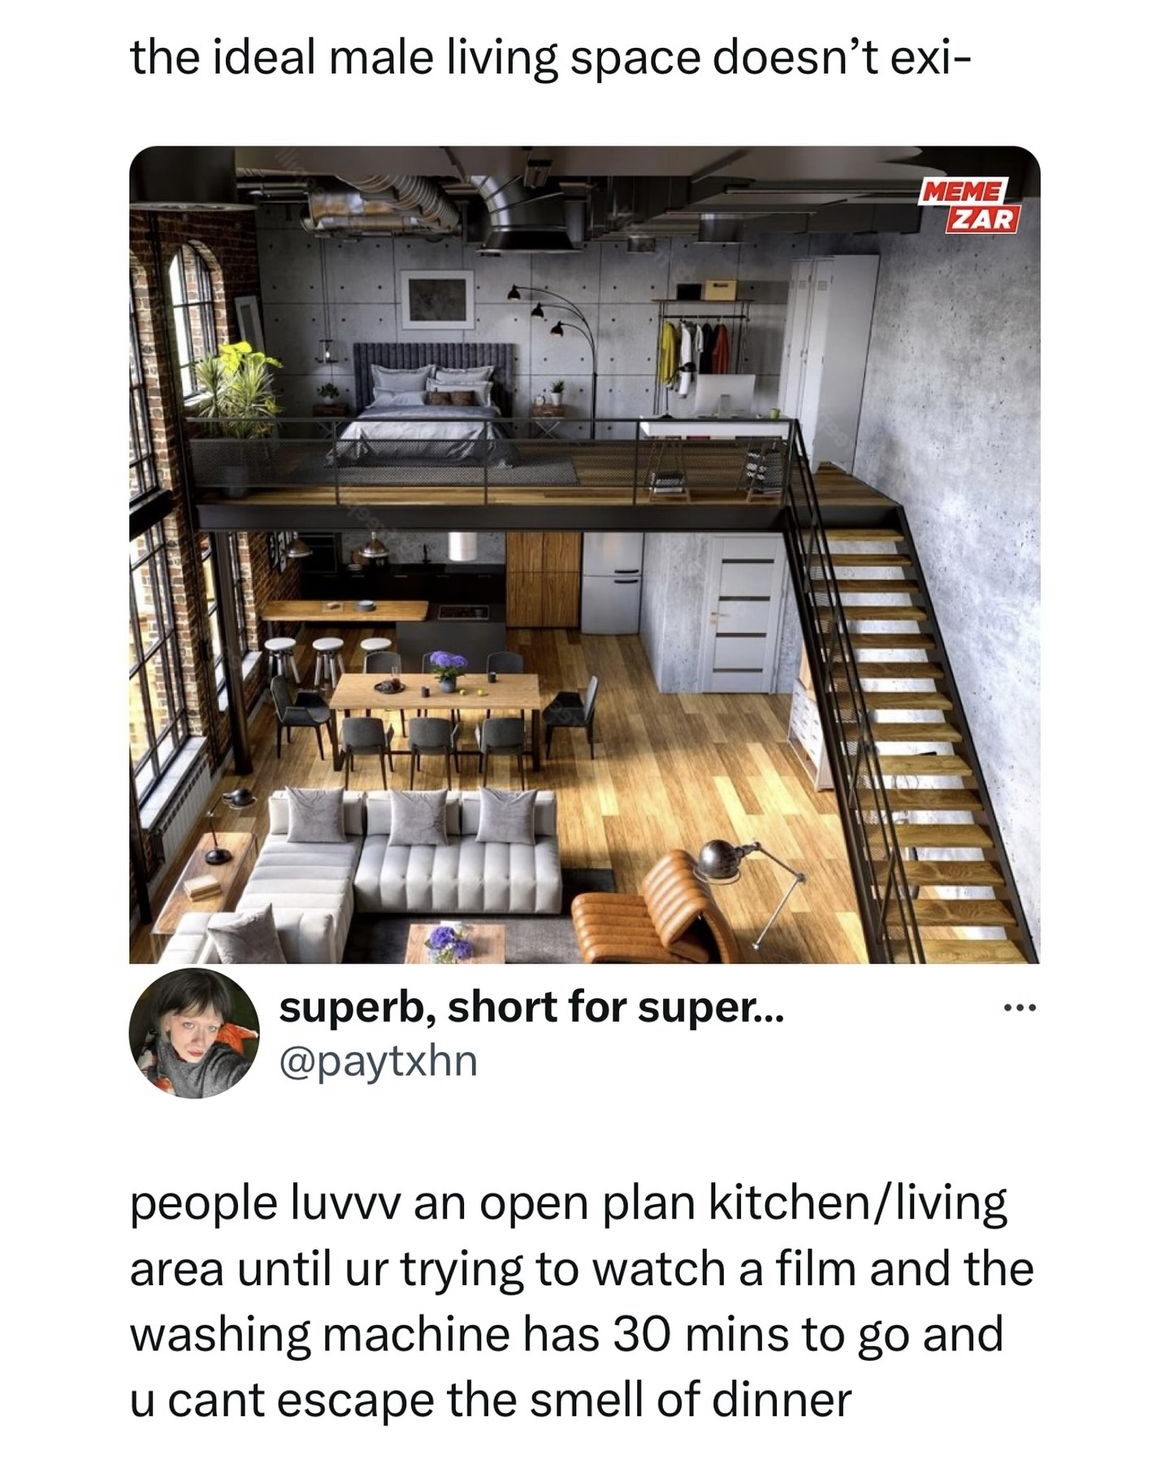 the ideal male living space doesn’t exi-
MEME
ZAR
superb, short for super...
@paytxhn
people luvvv an open plan kitchen/living
area until ur trying to watch a film and the
washing machine has 30 mins to go and
u cant escape the smell of dinner